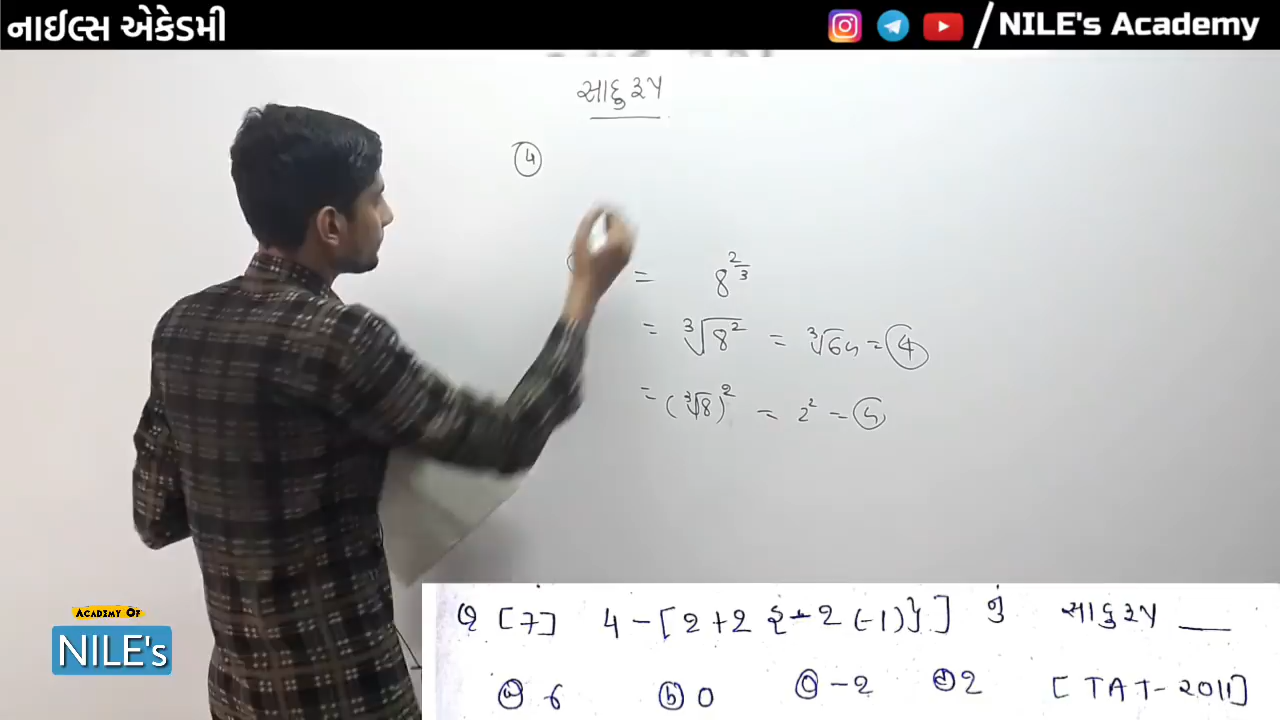 નાઈલ્સ એકેડમી
/ NILE's Academy
સાદુરૂપ
૫
= 8^{2/3}
= ∛8² = ∛64 = 4
= (∛8)² = 2² = 4
ACADEMY OF
NILE's
Q [7] 4 - [2 + 2 {-2 (-1)}] નું સાદુરૂપ ___
(a) 6 (b) 0 (c) -2 (d) 2 [TAT - 2011]